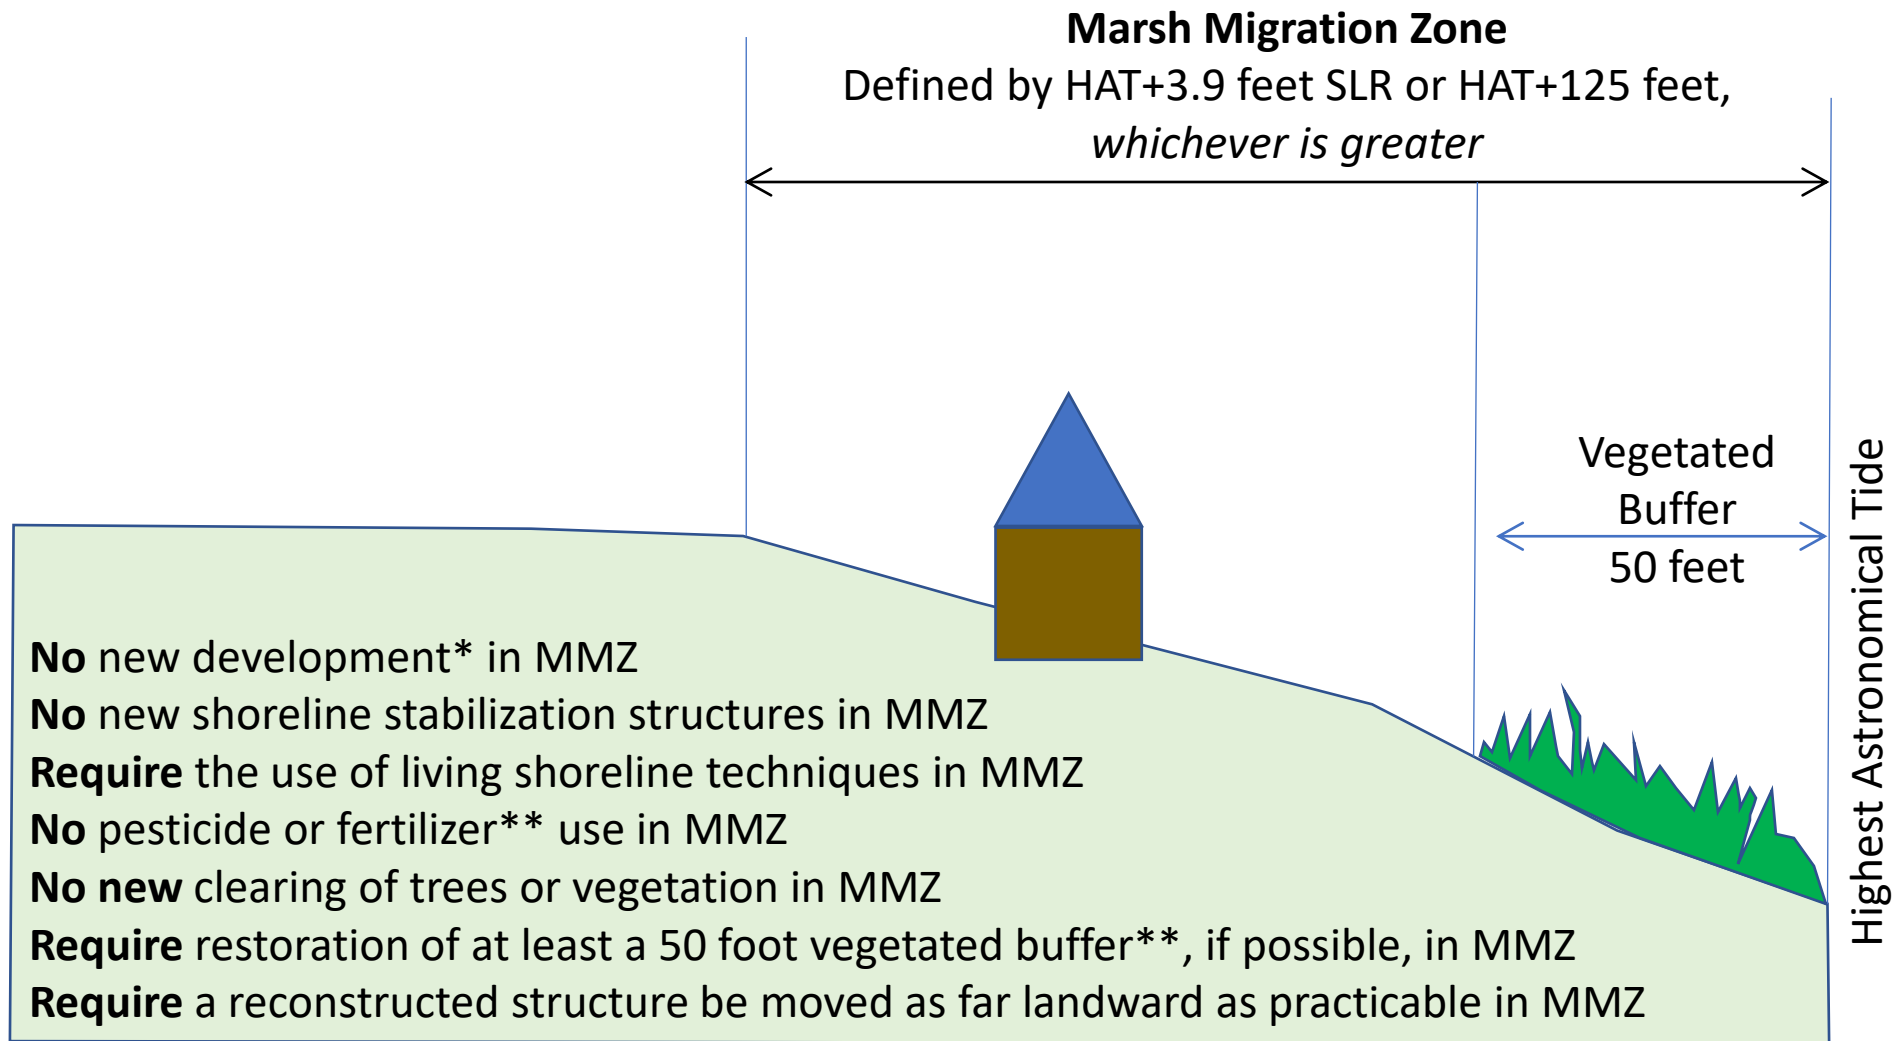 Marsh Migration Zone
Defined by HAT+3.9 feet SLR or HAT+125 feet,
whichever is greater
Vegetated
Buffer
50 feet
Highest Astronomical Tide
No new development* in MMZ
No new shoreline stabilization structures in MMZ
Require the use of living shoreline techniques in MMZ
No pesticide or fertilizer** use in MMZ
No new clearing of trees or vegetation in MMZ
Require restoration of at least a 50 foot vegetated buffer**, if possible, in MMZ
Require a reconstructed structure be moved as far landward as practicable in MMZ